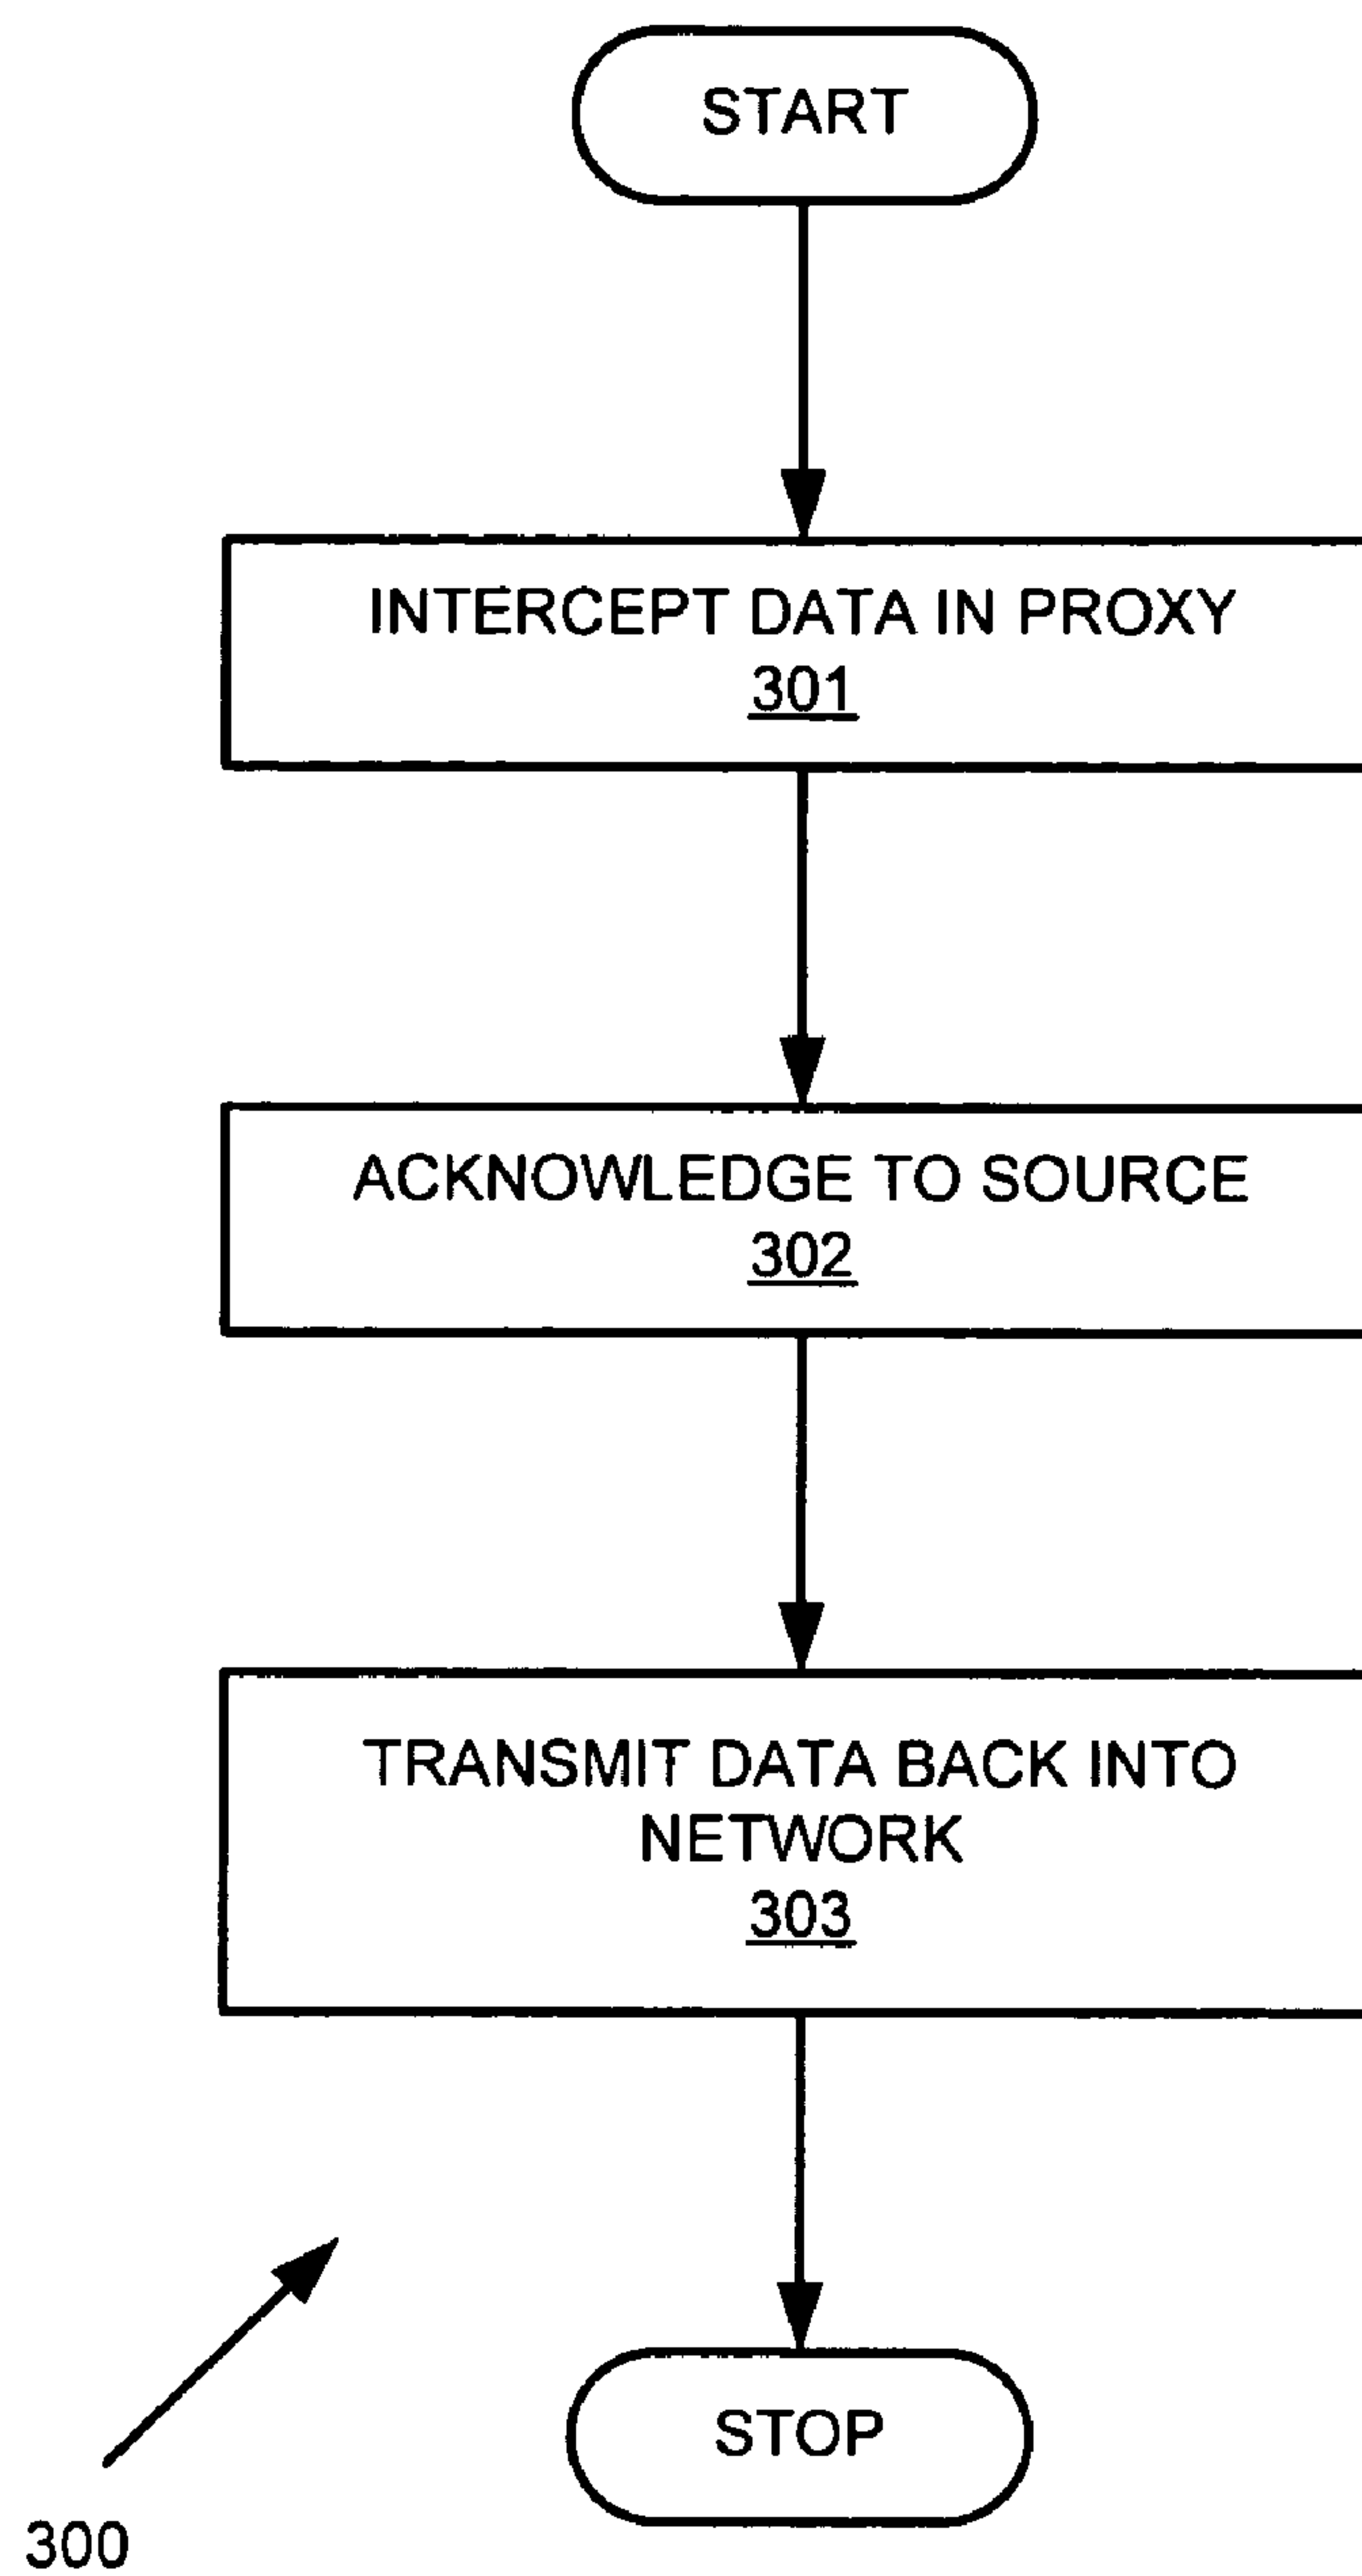 START
INTERCEPT DATA IN PROXY
301
ACKNOWLEDGE TO SOURCE
302
TRANSMIT DATA BACK INTO
NETWORK
303
STOP
300